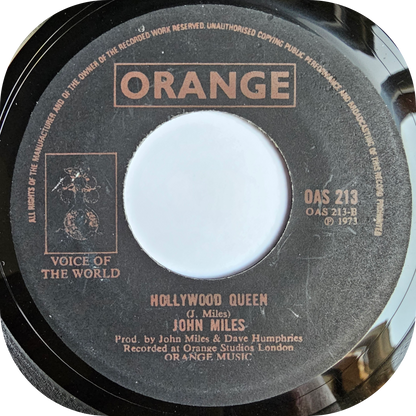 ALL RIGHTS OF THE MANUFACTURER AND OF THE OWNER OF THE RECORDED WORK RESERVED. UNAUTHORISED COPYING PUBLIC PERFORMANCE AND BROADCASTING OF THIS RECORD PROHIBITED
ORANGE
OAS 213
OAS 213-B
℗ 1973
VOICE OF
THE WORLD
HOLLYWOOD QUEEN
(J. Miles)
JOHN MILES
Prod. by John Miles & Dave Humphries
Recorded at Orange Studios London
ORANGE MUSIC